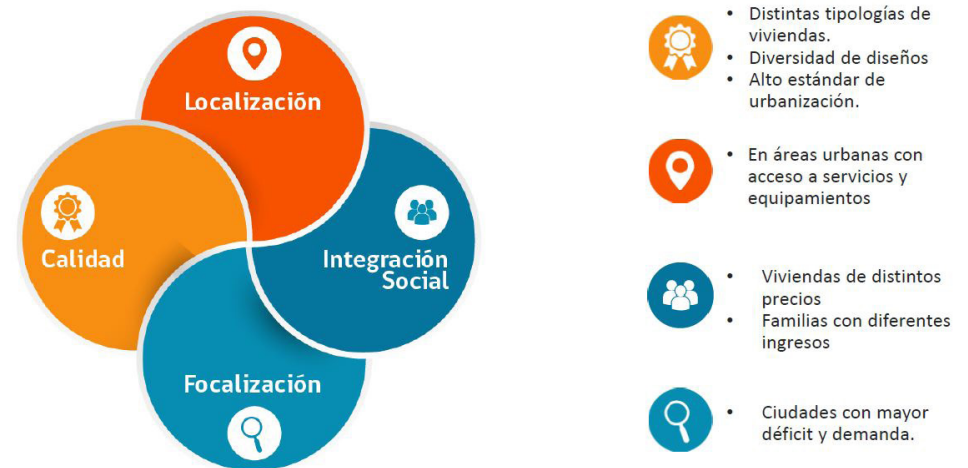 Localización
Calidad
Integración
Social
Focalización
• Distintas tipologías de
viviendas.
• Diversidad de diseños
• Alto estándar de
urbanización.
• En áreas urbanas con
acceso a servicios y
equipamientos
• Viviendas de distintos
precios
• Familias con diferentes
ingresos
• Ciudades con mayor
déficit y demanda.